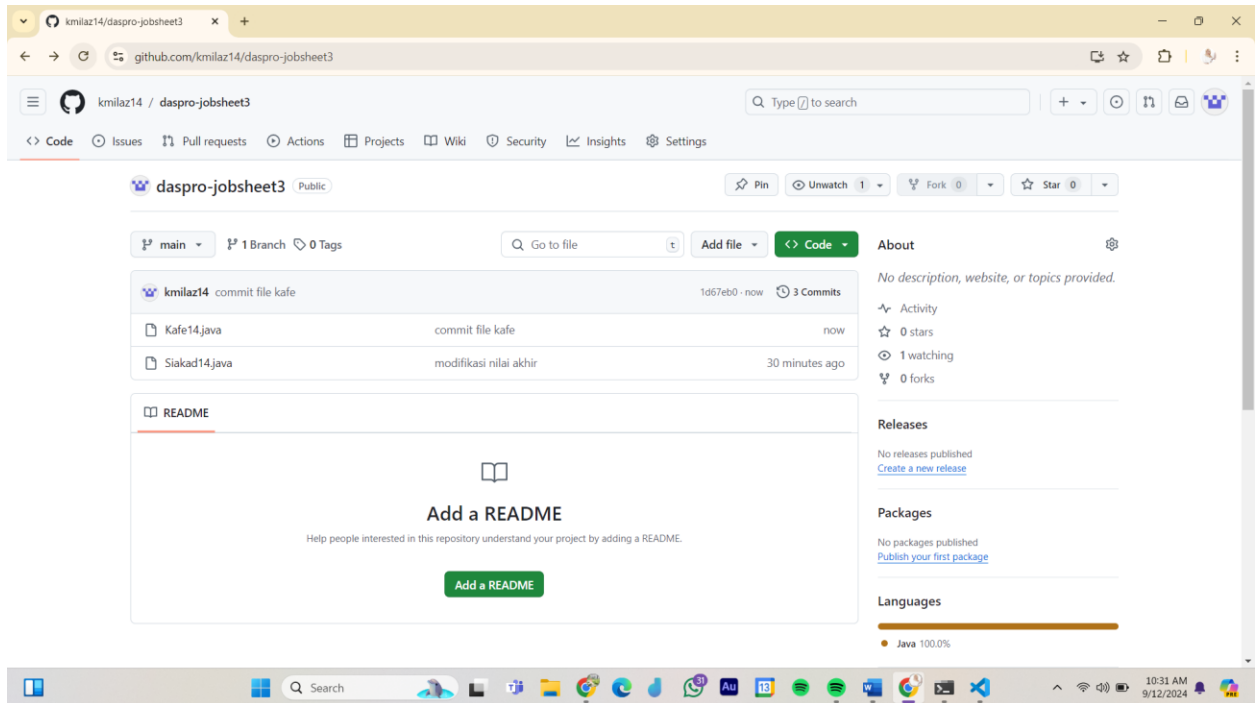 kmilaz14/daspro-jobsheet3
github.com/kmilaz14/daspro-jobsheet3
kmilaz14 / daspro-jobsheet3
Type / to search
Code Issues Pull requests Actions Projects Wiki Security Insights Settings
daspro-jobsheet3 Public
Pin Unwatch 1 Fork 0 Star 0
main 1 Branch 0 Tags
Go to file t Add file Code
kmilaz14 commit file kafe 1d67eb0 · now 3 Commits
Kafe14.java commit file kafe now
Siakad14.java modifikasi nilai akhir 30 minutes ago
README
Add a README
Help people interested in this repository understand your project by adding a README.
Add a README
About
No description, website, or topics provided.
Activity
0 stars
1 watching
0 forks
Releases
No releases published
Create a new release
Packages
No packages published
Publish your first package
Languages
Java 100.0%
Search
31
Au
13
10:31 AM
9/12/2024
PRE